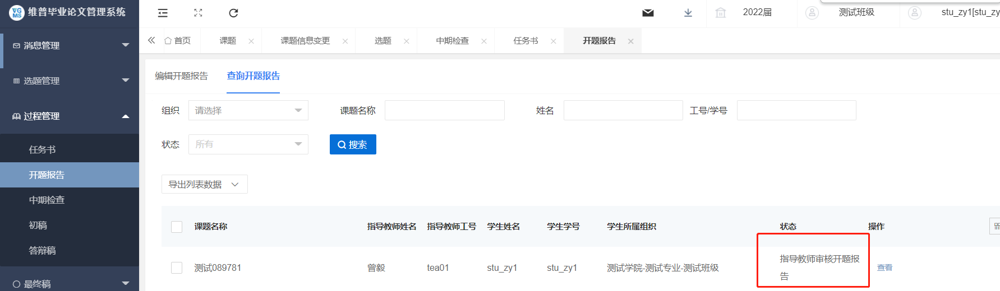 VG
MS
维普毕业论文管理系统
2022届
测试班级
stu_zy1[stu_zy
消息管理
首页
课题
课题信息变更
选题
中期检查
任务书
开题报告
编辑开题报告
查询开题报告
选题管理
组织
请选择
课题名称
姓名
工号/学号
过程管理
状态
所有
搜索
任务书
开题报告
导出列表数据
中期检查
初稿
课题名称
指导教师姓名
指导教师工号
学生姓名
学生学号
学生所属组织
状态
操作
答辩稿
测试089781
曾毅
tea01
stu_zy1
stu_zy1
测试学院-测试专业-测试班级
指导教师审核开题报
告
查看
最终稿